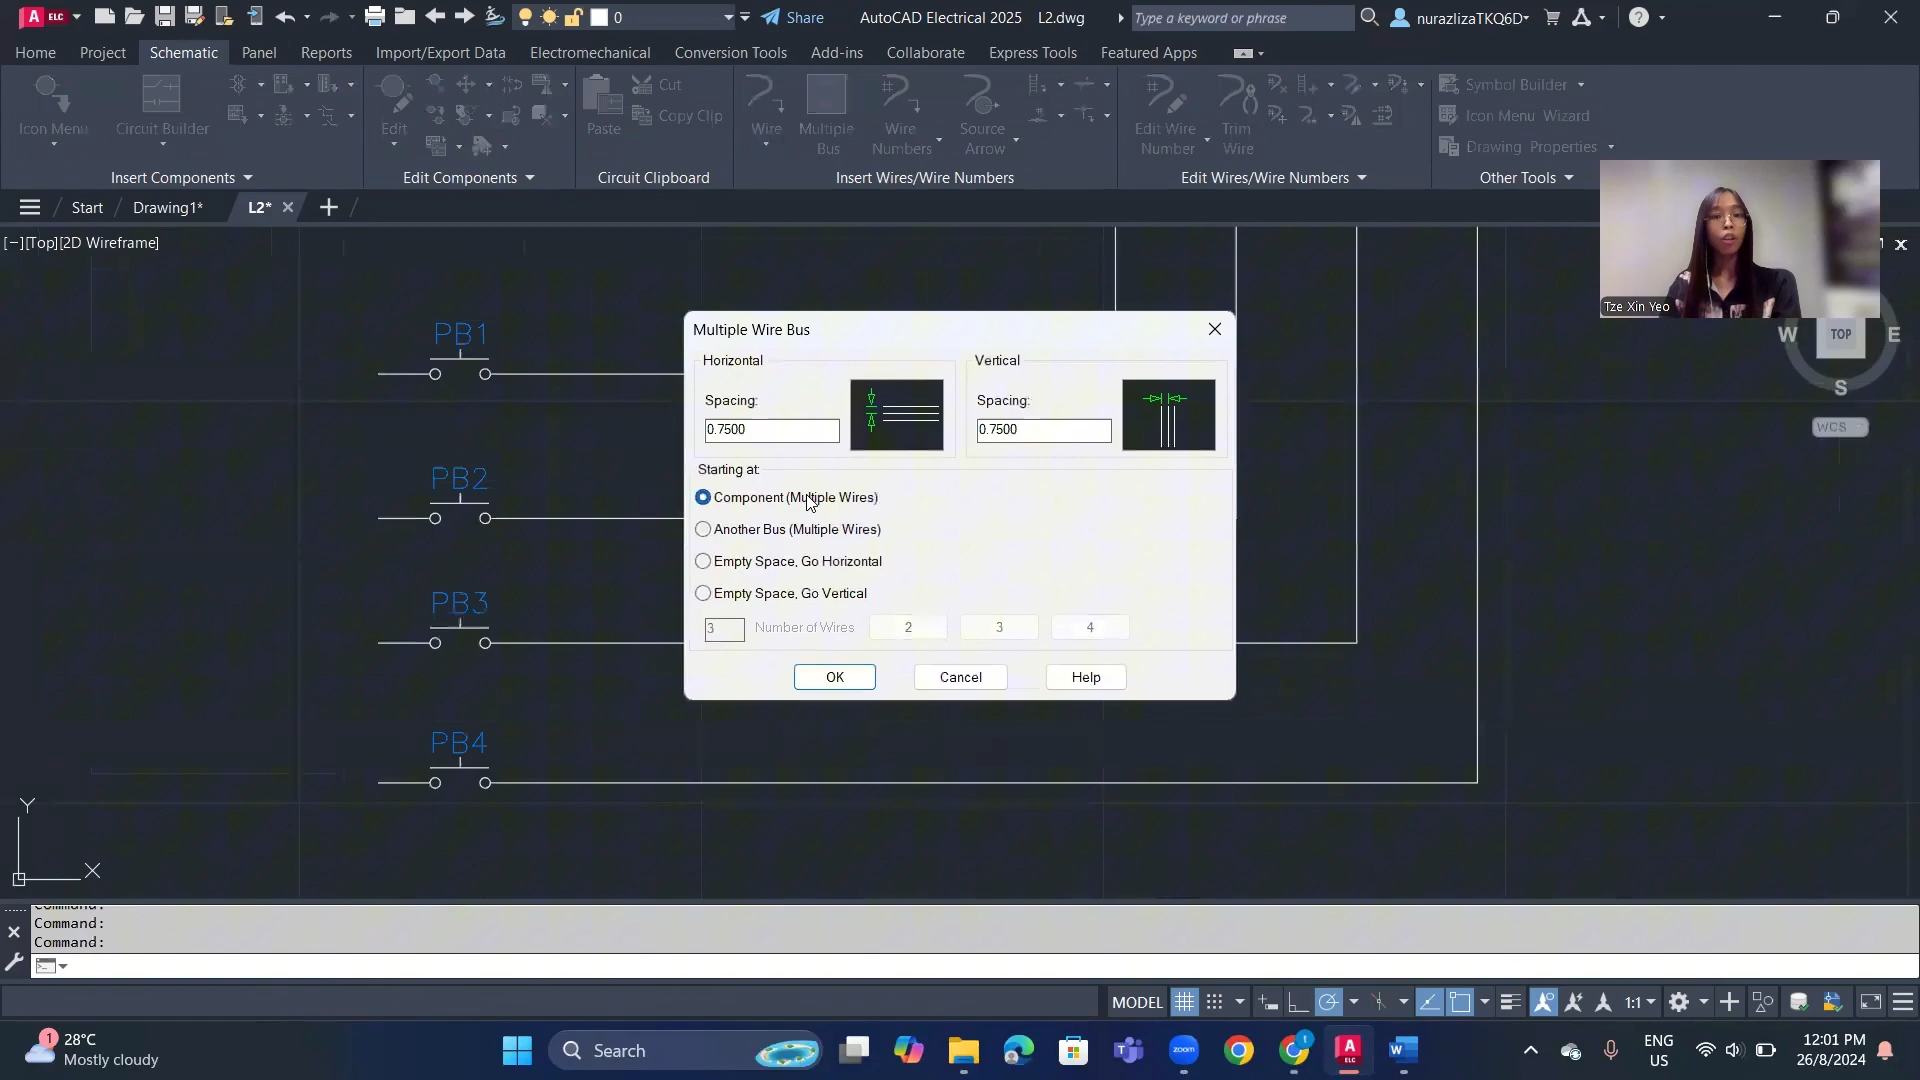 A ELC
0
Share
AutoCAD Electrical 2025 L2.dwg
Type a keyword or phrase
nurazlizaTKQ6D
Home Project Schematic Panel Reports Import/Export Data Electromechanical Conversion Tools Add-ins Collaborate Express Tools Featured Apps
Icon Menu
Circuit Builder
Edit
Paste
Cut
Copy Clip
Wire
Multiple Bus
Wire Numbers
Source Arrow
Edit Wire Number
Trim Wire
Symbol Builder
Icon Menu Wizard
Drawing Properties
Insert Components
Edit Components
Circuit Clipboard
Insert Wires/Wire Numbers
Edit Wires/Wire Numbers
Other Tools
Start
Drawing1*
L2*
[−][Top][2D Wireframe]
Tze Xin Yeo
W
TOP
E
S
WCS
PB1
PB2
PB3
PB4
Multiple Wire Bus
Horizontal
Vertical
Spacing:
Spacing:
0.7500
0.7500
Starting at:
Component (Multiple Wires)
Another Bus (Multiple Wires)
Empty Space, Go Horizontal
Empty Space, Go Vertical
3 Number of Wires 2 3 4
OK Cancel Help
Y
X
Command:
Command:
Command:
MODEL
1:1
1
28°C
Mostly cloudy
Search
zoom
t
A ELC
W
ENG
US
12:01 PM
26/8/2024